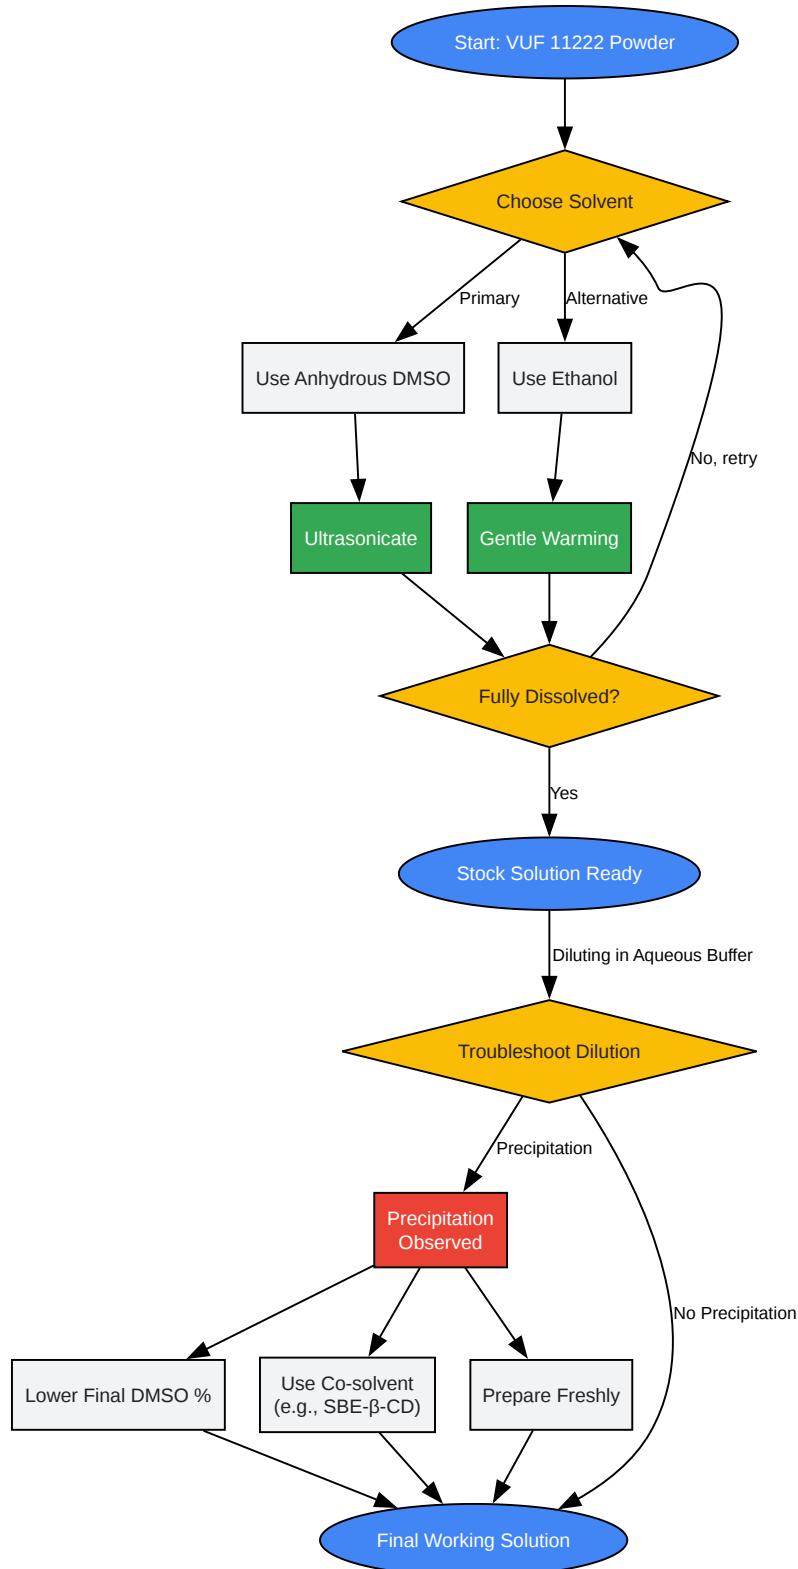 Start: VUF 11222 Powder
Choose Solvent
Primary
Alternative
Use Anhydrous DMSO
Use Ethanol
No, retry
Ultrasonicate
Gentle Warming
Fully Dissolved?
Yes
Stock Solution Ready
Diluting in Aqueous Buffer
Troubleshoot Dilution
Precipitation
Precipitation
Observed
No Precipitation
Lower Final DMSO %
Use Co-solvent
(e.g., SBE-β-CD)
Prepare Freshly
Final Working Solution